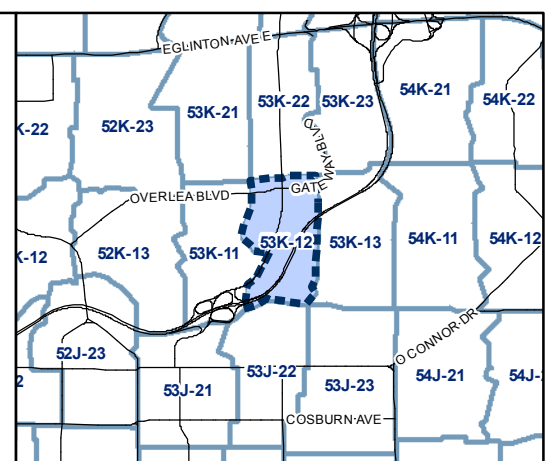 EGLINTON AVE E
54K-21
53K-21
53K-22
53K-23
54K-22
K-22
52K-23
GATEWAY BLVD
OVERLEA BLVD
K-12
52K-13
53K-11
53K-12
53K-13
54K-11
54K-12
52J-23
O CONNOR DR
2
53J-21
53J-22
53J-23
54J-21
54J-
COSBURN AVE